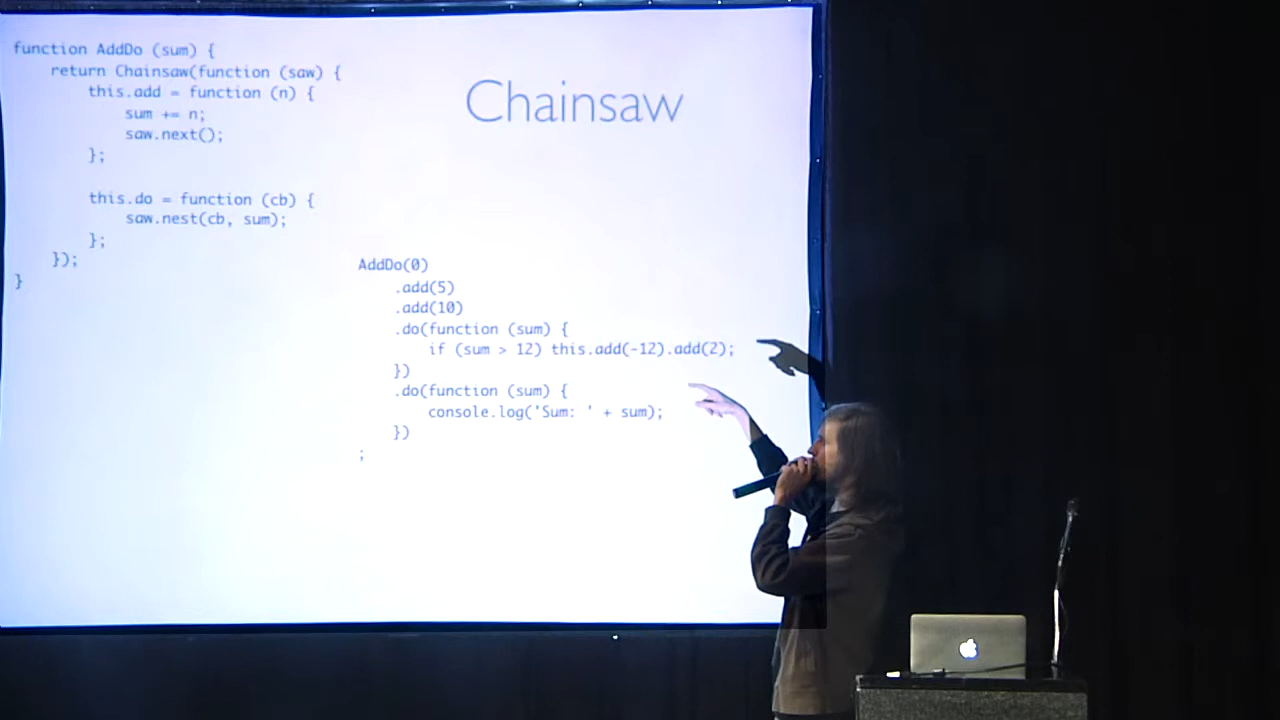 function AddDo (sum) {
    return Chainsaw(function (saw) {
        this.add = function (n) {
            sum += n;
            saw.next();
        };

        this.do = function (cb) {
            saw.nest(cb, sum);
        };
    });
}
Chainsaw
AddDo(0)
    .add(5)
    .add(10)
    .do(function (sum) {
        if (sum > 12) this.add(-12).add(2);
    })
    .do(function (sum) {
        console.log('Sum: ' + sum);
    })
;